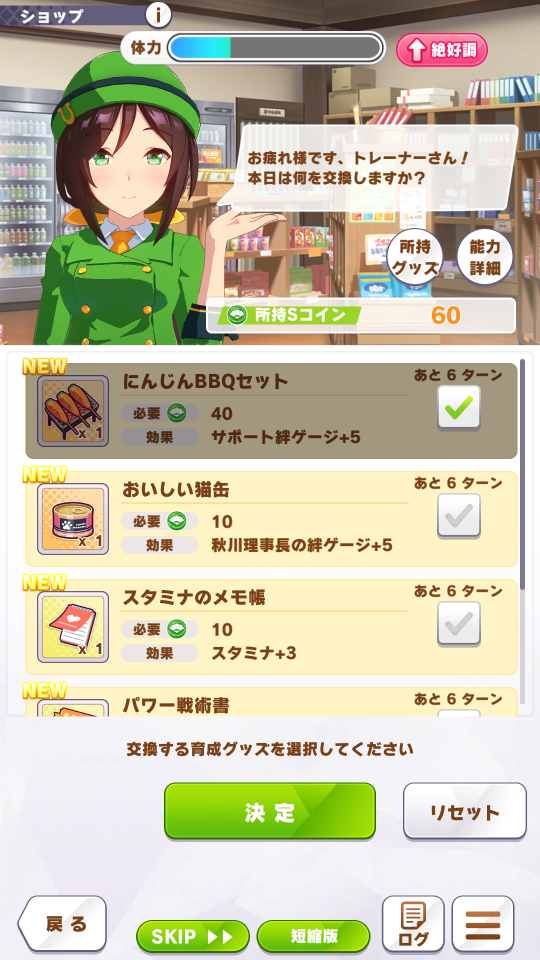 ショップ
i
体力
絶好調
お疲れ様です、トレーナーさん！
本日は何を交換しますか？
所持
グッズ
能力
詳細
所持Sコイン 60
NEW
にんじんBBQセット
あと 6 ターン
必要 40
効果 サポート絆ゲージ+5
x 1
NEW
おいしい猫缶
あと 6 ターン
必要 10
効果 秋川理事長の絆ゲージ+5
x 1
NEW
スタミナのメモ帳
あと 6 ターン
必要 10
効果 スタミナ+3
x 1
NEW
パワー戦術書
あと 6 ターン
交換する育成グッズを選択してください
決定
リセット
戻る
SKIP
短縮版
ログ